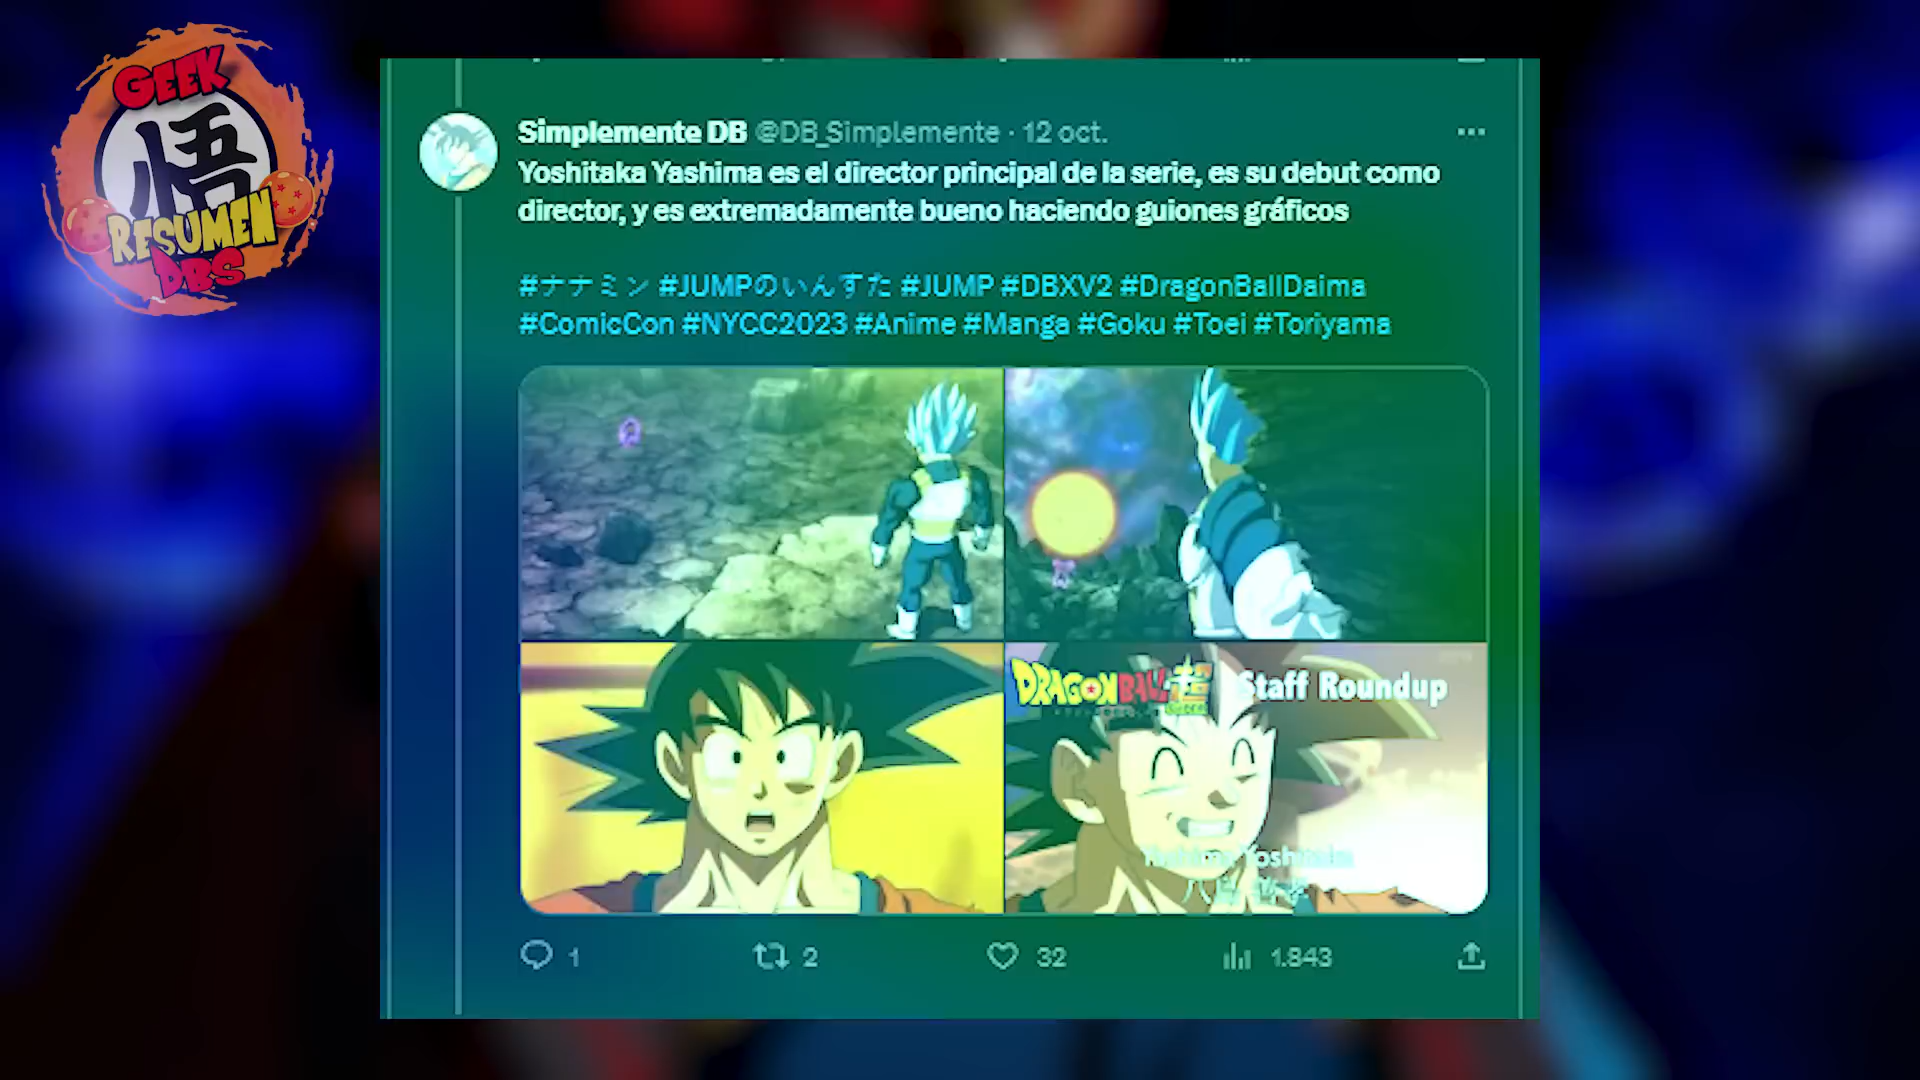 GEEK
悟
RESUMEN
DBS
Simplemente DB @DB_Simplemente · 12 oct.
Yoshitaka Yashima es el director principal de la serie, es su debut como
director, y es extremadamente bueno haciendo guiones gráficos
#ナナミン #JUMPのいんすた #JUMP #DBXV2 #DragonBallDaima
#ComicCon #NYCC2023 #Anime #Manga #Goku #Toei #Toriyama
DRAGON BALL 超 Staff Roundup
SUPER
1 2 32 1.843